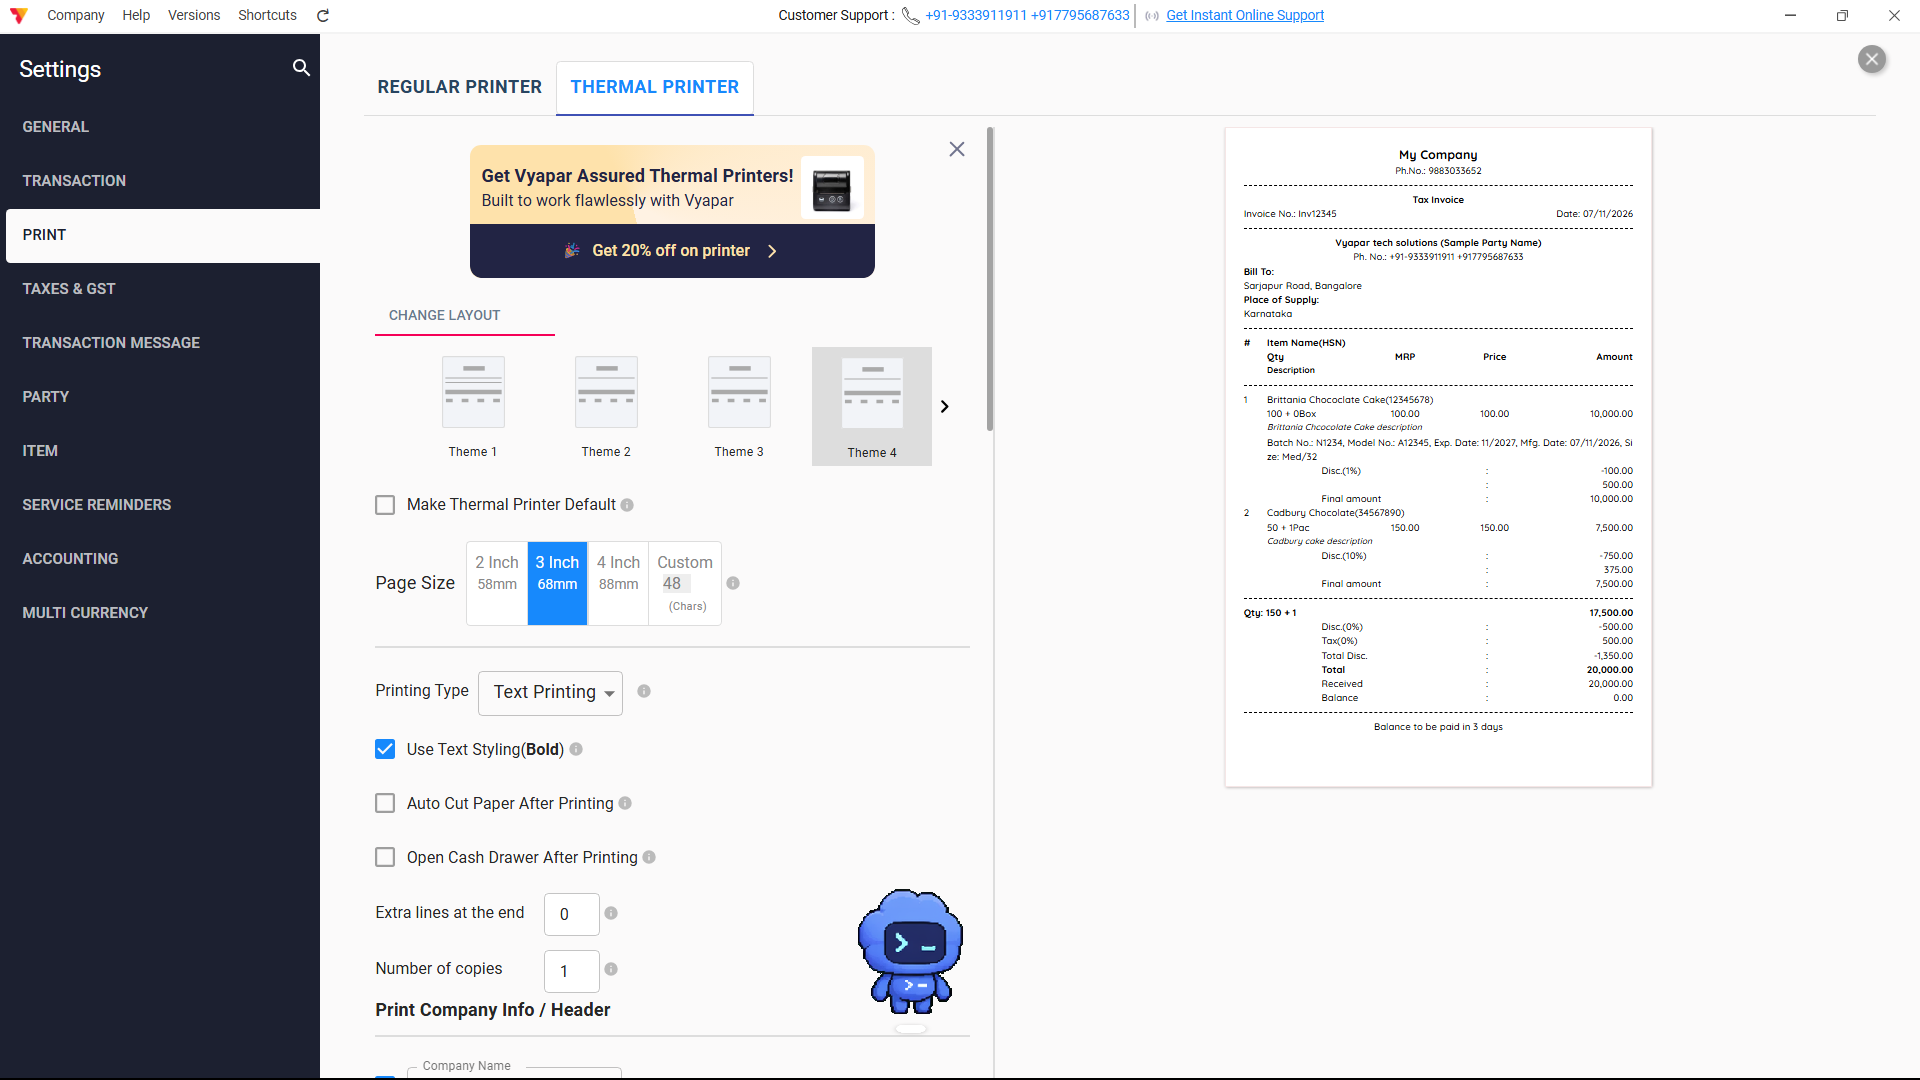 Company Help Versions Shortcuts
Customer Support : +91-9333911911 +917795687633 Get Instant Online Support
Settings
GENERAL
TRANSACTION
PRINT
TAXES & GST
TRANSACTION MESSAGE
PARTY
ITEM
SERVICE REMINDERS
ACCOUNTING
MULTI CURRENCY
REGULAR PRINTER THERMAL PRINTER
Get Vyapar Assured Thermal Printers!
Built to work flawlessly with Vyapar
Get 20% off on printer
CHANGE LAYOUT
Theme 1 Theme 2 Theme 3 Theme 4
Make Thermal Printer Default
Page Size
2 Inch
58mm
3 Inch
68mm
4 Inch
88mm
Custom
48
(Chars)
Printing Type Text Printing
Use Text Styling(Bold)
Auto Cut Paper After Printing
Open Cash Drawer After Printing
Extra lines at the end 0
Number of copies 1
Print Company Info / Header
Company Name
My Company
Ph.No.: 9883033652
Tax Invoice
Invoice No.: Inv12345 Date: 07/11/2026
Vyapar tech solutions (Sample Party Name)
Ph. No.: +91-9333911911 +917795687633
Bill To:
Sarjapur Road, Bangalore
Place of Supply:
Karnataka
# Item Name(HSN)
Qty MRP Price Amount
Description
1 Brittania Chococlate Cake(12345678)
100 + 0Box 100.00 100.00 10,000.00
Brittania Chcocolate Cake description
Batch No.: N1234, Model No.: A12345, Exp. Date: 11/2027, Mfg. Date: 07/11/2026, Si
ze: Med/32
Disc.(1%) : -100.00
: 500.00
Final amount : 10,000.00
2 Cadbury Chocolate(34567890)
50 + 1Pac 150.00 150.00 7,500.00
Cadbury cake description
Disc.(10%) : -750.00
: 375.00
Final amount : 7,500.00
Qty: 150 + 1 17,500.00
Disc.(0%) : -500.00
Tax(0%) : 500.00
Total Disc. : -1,350.00
Total : 20,000.00
Received : 20,000.00
Balance : 0.00
Balance to be paid in 3 days